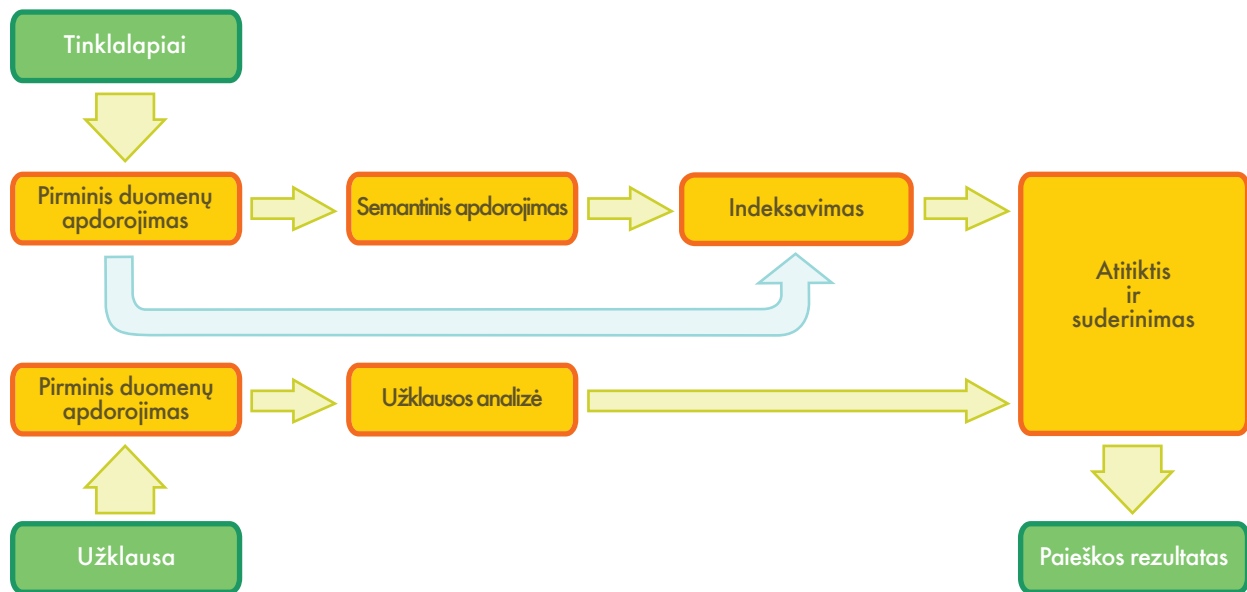 Tinklalapiai
Pirminis duomenų
apdorojimas
Semantinis apdorojimas
Indeksavimas
Atitiktis
ir
suderinimas
Pirminis duomenų
apdorojimas
Užklausos analizė
Užklausa
Paieškos rezultatas